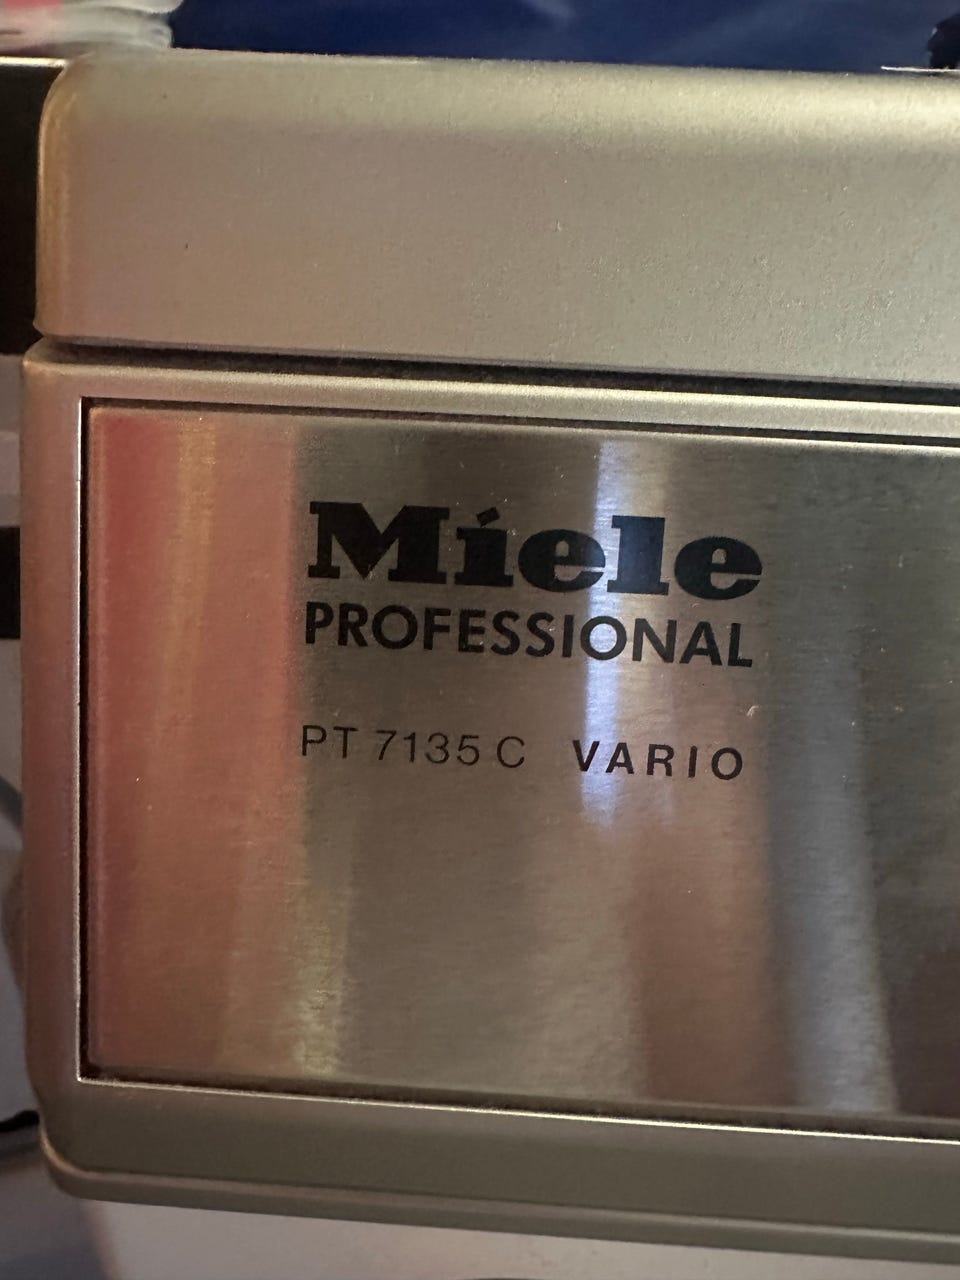 Miele
PROFESSIONAL
PT 7135 C VARIO